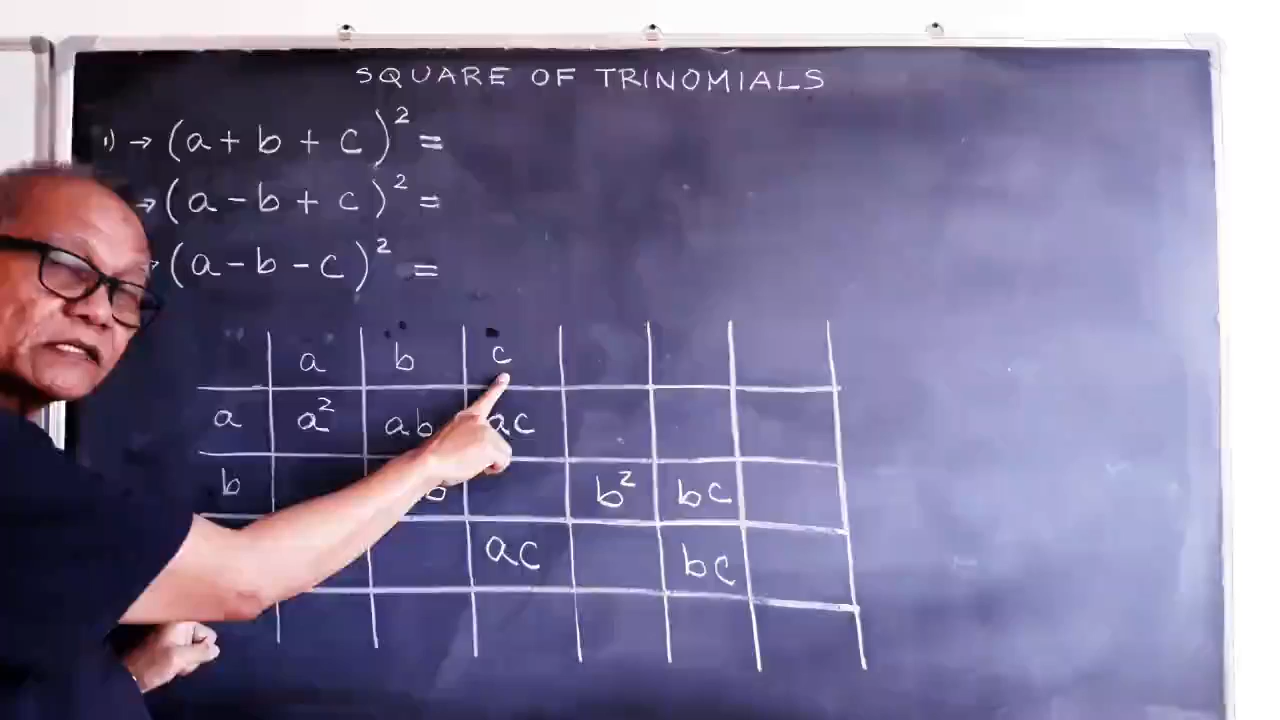 SQUARE OF TRINOMIALS
1) → (a + b + c)² =
→ (a - b + c)² =
(a - b - c)² =
a b c
a a² ab ac
b b² bc
ac bc